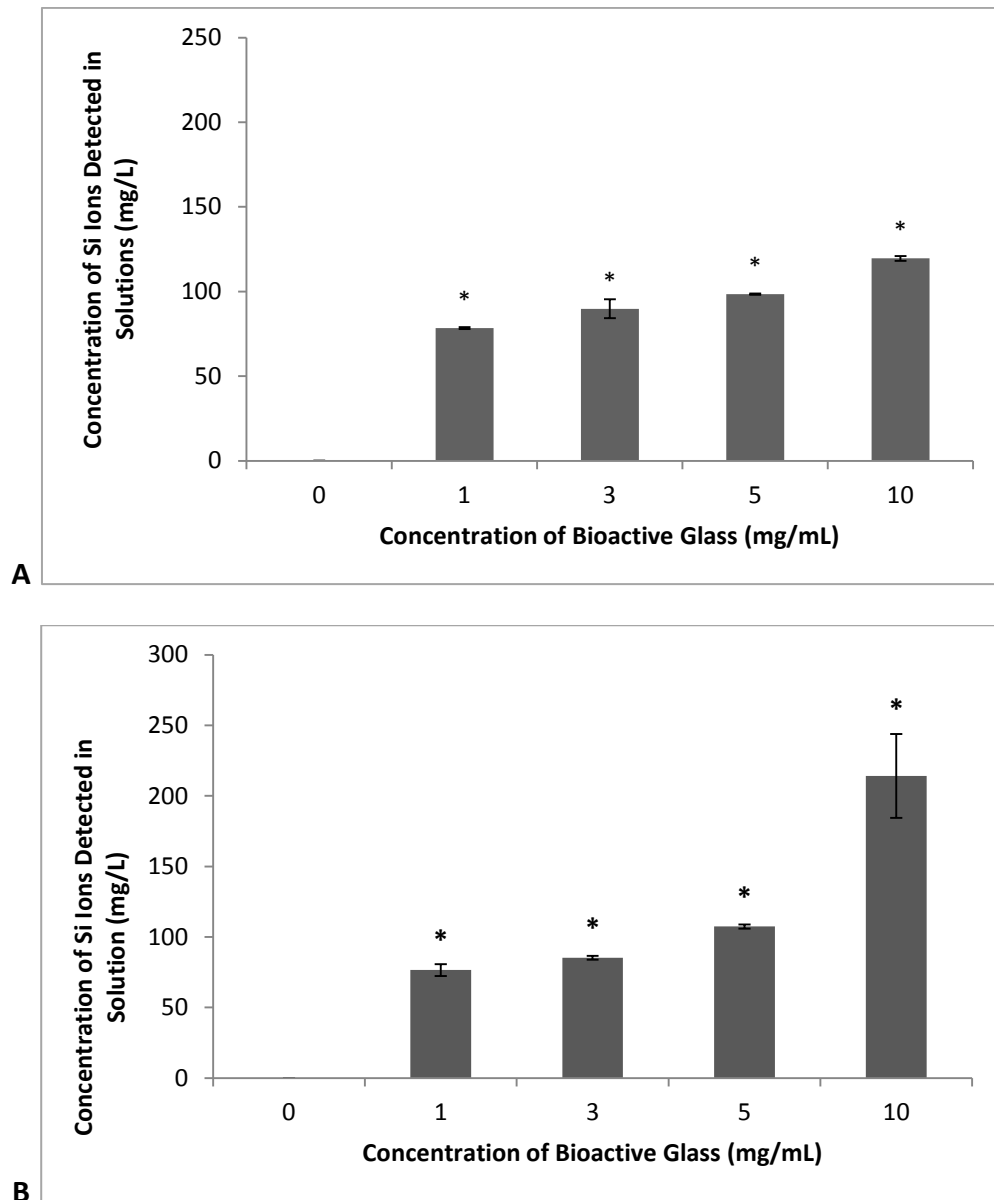 Concentration of Si Ions Detected in
Solutions (mg/L)
250
200
150
100
50
0
*
*
*
*
0 1 3 5 10
Concentration of Bioactive Glass (mg/mL)
A
Concentration of Si Ions Detected in
Solution (mg/L)
300
250
200
150
100
50
0
*
*
*
*
0 1 3 5 10
Concentration of Bioactive Glass (mg/mL)
B